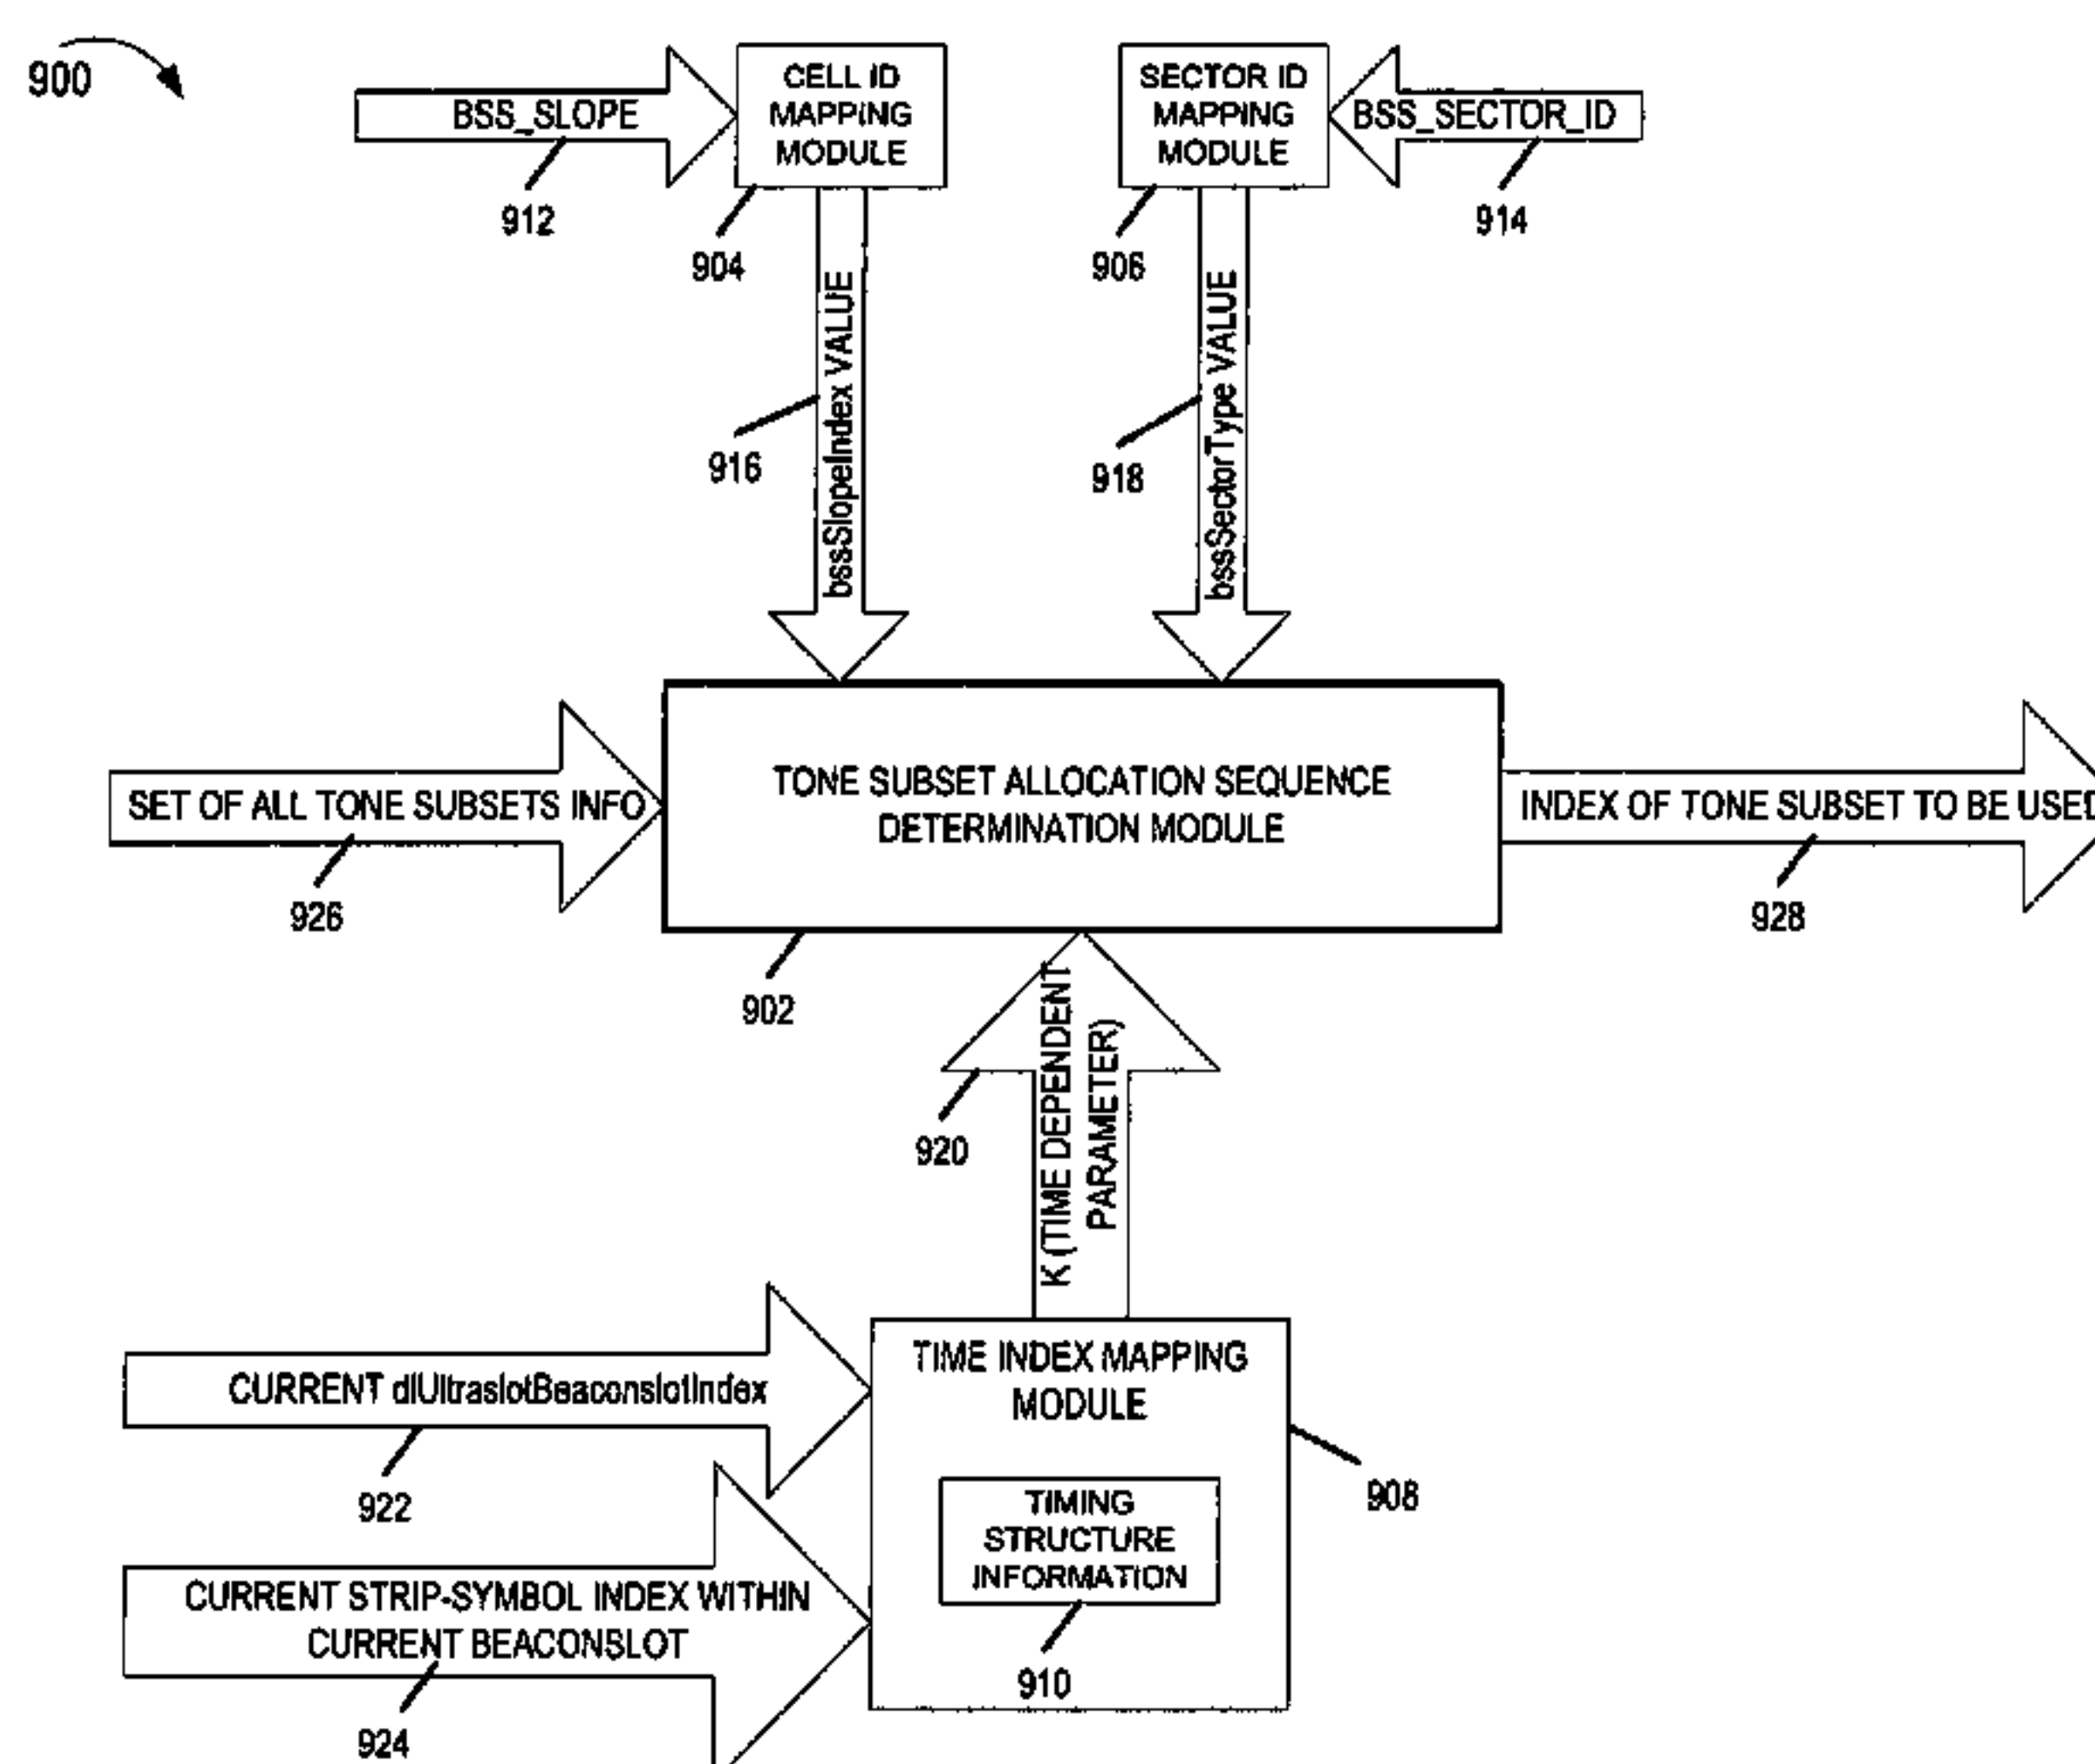 900
BSS_SLOPE
912
CELL ID
MAPPING
MODULE
904
SECTOR ID
MAPPING
MODULE
906
BSS_SECTOR_ID
914
bssSlopeIndex VALUE
916
bssSectorType VALUE
918
SET OF ALL TONE SUBSETS INFO
926
TONE SUBSET ALLOCATION SEQUENCE
DETERMINATION MODULE
902
INDEX OF TONE SUBSET TO BE USED
928
K (TIME DEPENDENT
PARAMETER)
920
CURRENT dlUltraslotBeaconslotIndex
922
CURRENT STRIP-SYMBOL INDEX WITHIN
CURRENT BEACONSLOT
924
TIME INDEX MAPPING
MODULE
908
TIMING
STRUCTURE
INFORMATION
910